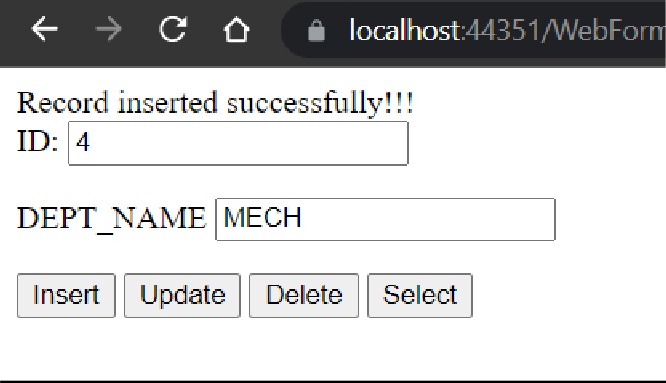 localhost:44351/WebForm
Record inserted successfully!!!
ID: 4
DEPT_NAME MECH
Insert Update Delete Select